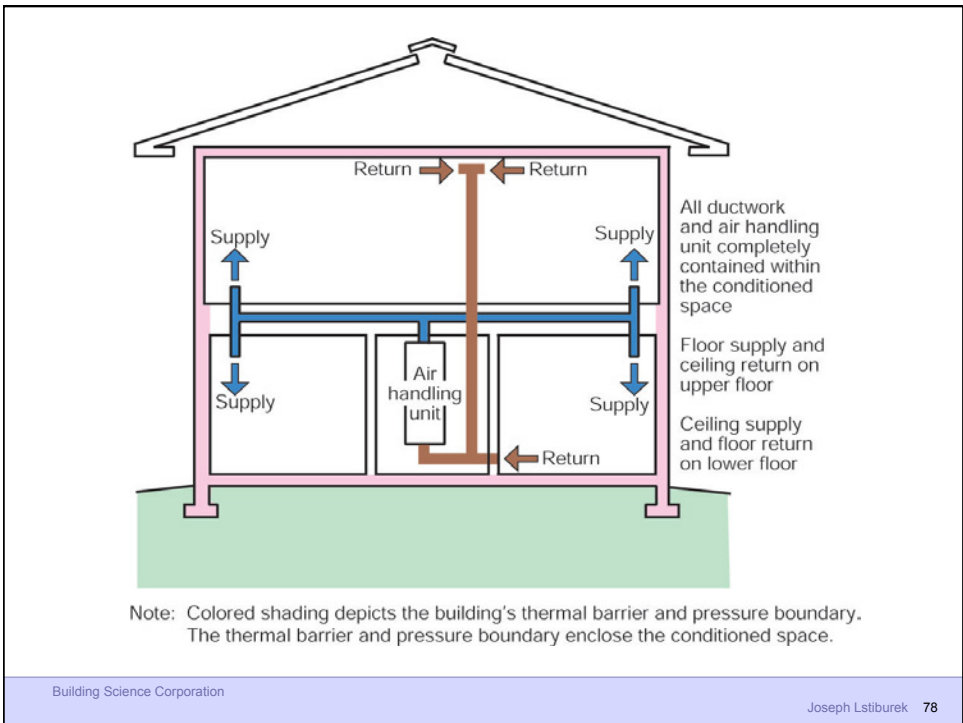 Return Return
Supply
Supply
All ductwork
and air handling
unit completely
contained within
the conditioned
space
Floor supply and
ceiling return on
upper floor
Ceiling supply
and floor return
on lower floor
Air
handling
unit
Supply
Supply
Return
Note: Colored shading depicts the building's thermal barrier and pressure boundary.
The thermal barrier and pressure boundary enclose the conditioned space.
Building Science Corporation
Joseph Lstiburek 78